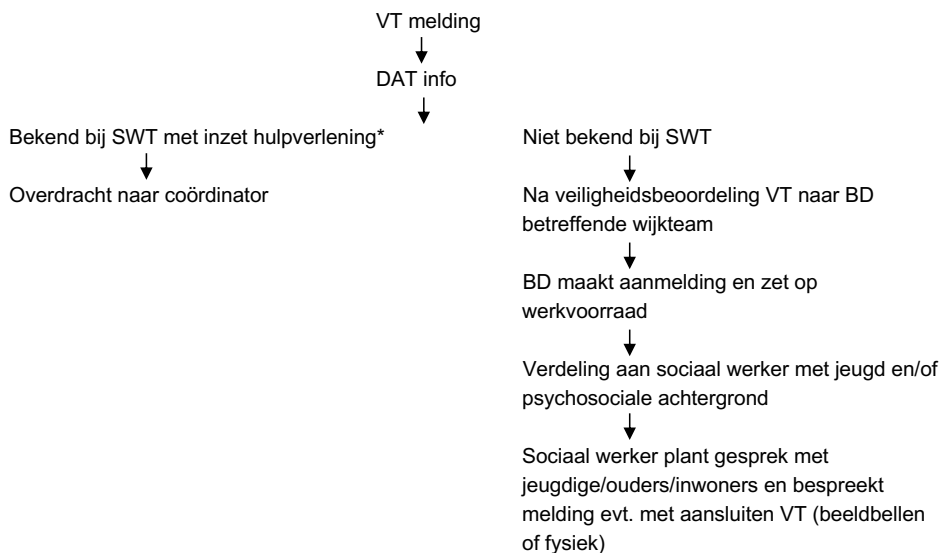 VT melding
DAT info
Bekend bij SWT met inzet hulpverlening*
Overdracht naar coördinator
Niet bekend bij SWT
Na veiligheidsbeoordeling VT naar BD
betreffende wijkteam
BD maakt aanmelding en zet op
werkvoorraad
Verdeling aan sociaal werker met jeugd en/of
psychosociale achtergrond
Sociaal werker plant gesprek met
jeugdige/ouders/inwoners en bespreekt
melding evt. met aansluiten VT (beeldbellen
of fysiek)